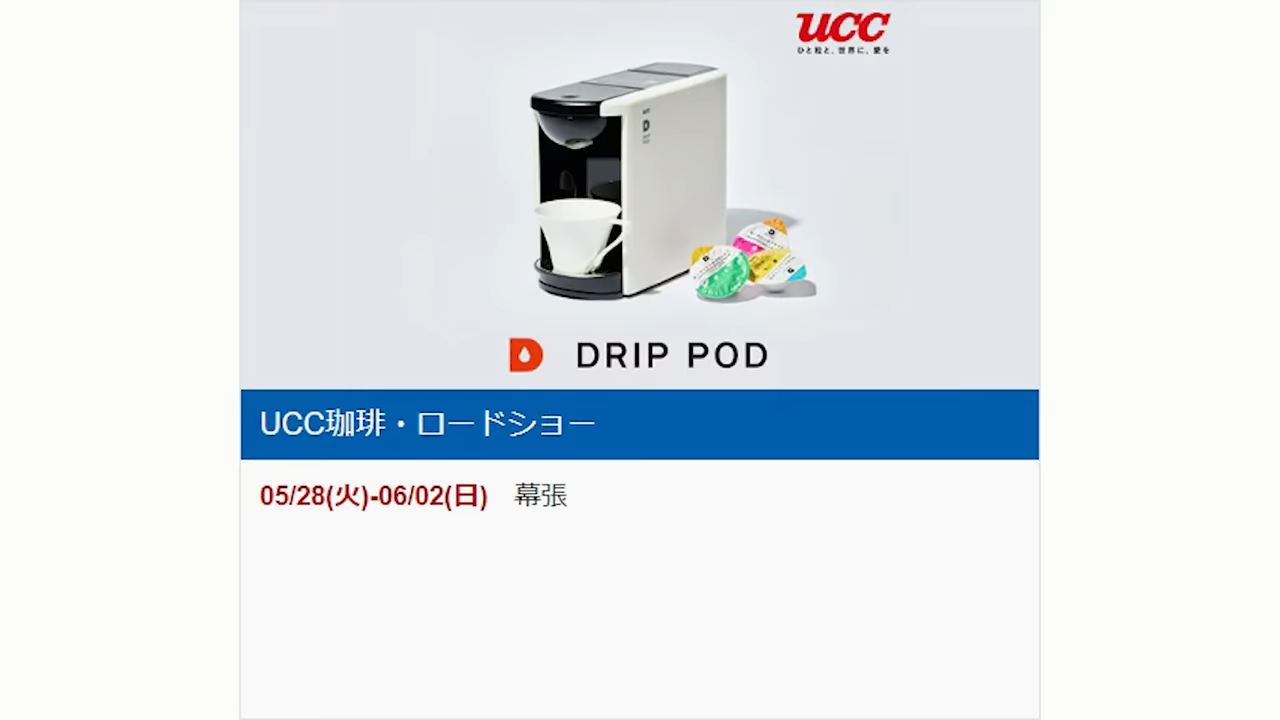 UCC
ひと粒と、世界に、愛を
DRIP POD
UCC珈琲・ロードショー
05/28(火)-06/02(日) 幕張